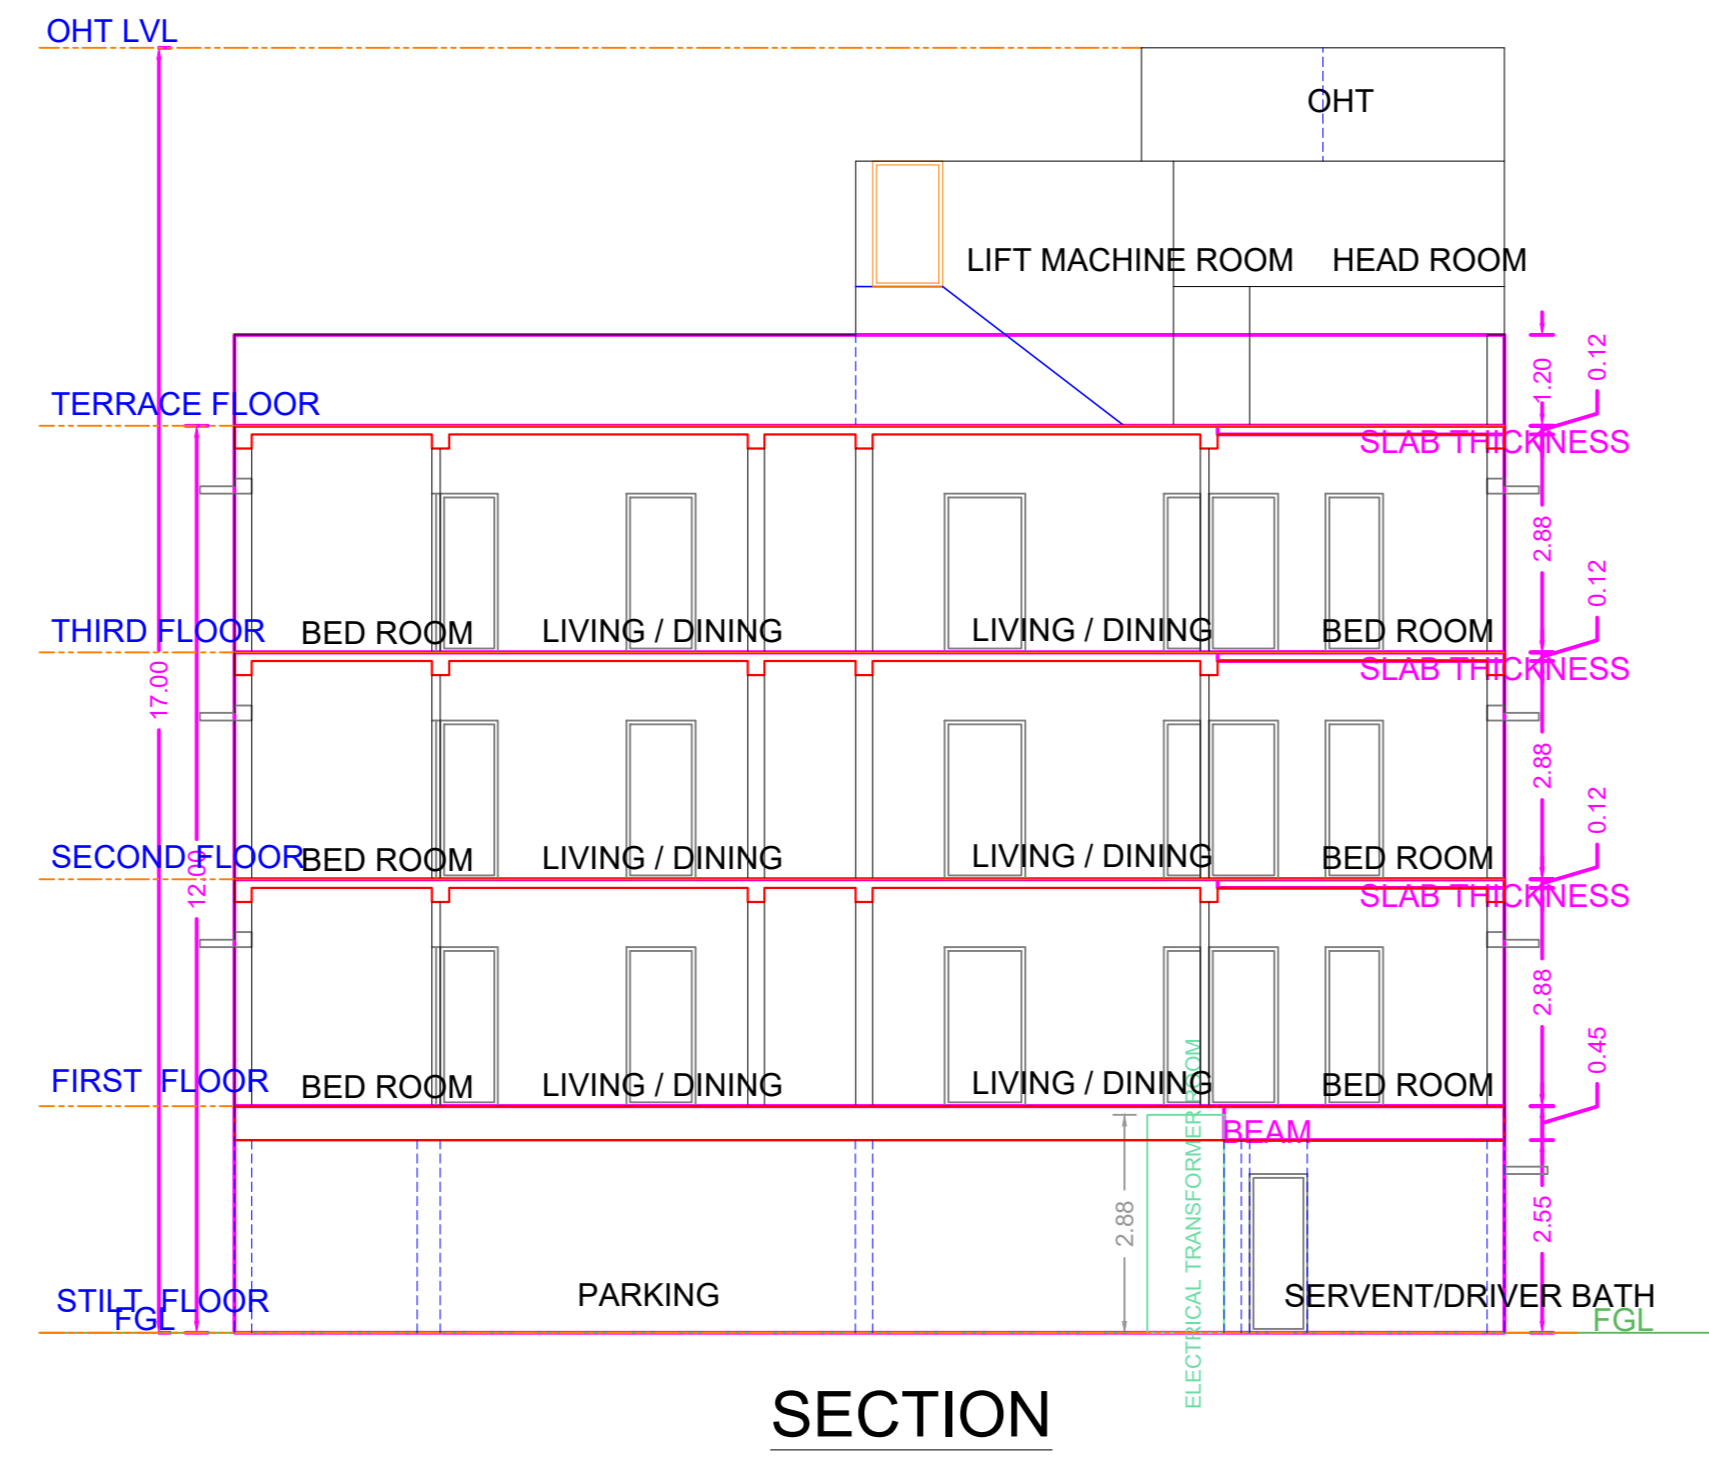 OHT LVL
OHT
LIFT MACHINE ROOM
HEAD ROOM
1.20
0.12
TERRACE FLOOR
SLAB THICKNESS
2.88
0.12
THIRD FLOOR
BED ROOM
LIVING / DINING
LIVING / DINING
BED ROOM
SLAB THICKNESS
17.00
2.88
0.12
SECOND FLOOR
12.00
BED ROOM
LIVING / DINING
LIVING / DINING
BED ROOM
SLAB THICKNESS
2.88
0.45
FIRST FLOOR
BED ROOM
LIVING / DINING
LIVING / DINING
BED ROOM
BEAM
2.88
ELECTRICAL TRANSFORMER ROOM
2.55
STILT FLOOR
FGL
PARKING
SERVENT/DRIVER BATH
FGL
SECTION